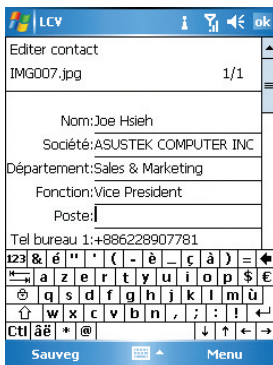 LCV
ok
Editer contact
IMG007.jpg 1/1
Nom:Joe Hsieh
Société:ASUSTEK COMPUTER INC
Département:Sales & Marketing
Fonction:Vice President
Poste:
Tel bureau 1:+886228907781
123 & é " ' ( - è _ ç à ) =
a z e r t y u i o p $ €
q s d f g h j k l m ù
w x c v b n , ; : !
Ctl âë * @
Sauveg Menu